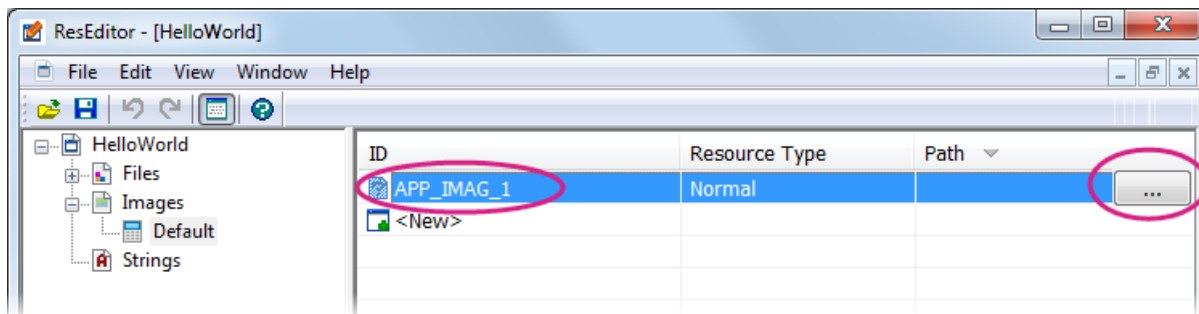 ResEditor - [HelloWorld]
File Edit View Window Help
HelloWorld
Files
Images
Default
Strings
ID Resource Type Path
APP_IMAG_1 Normal ...
<New>